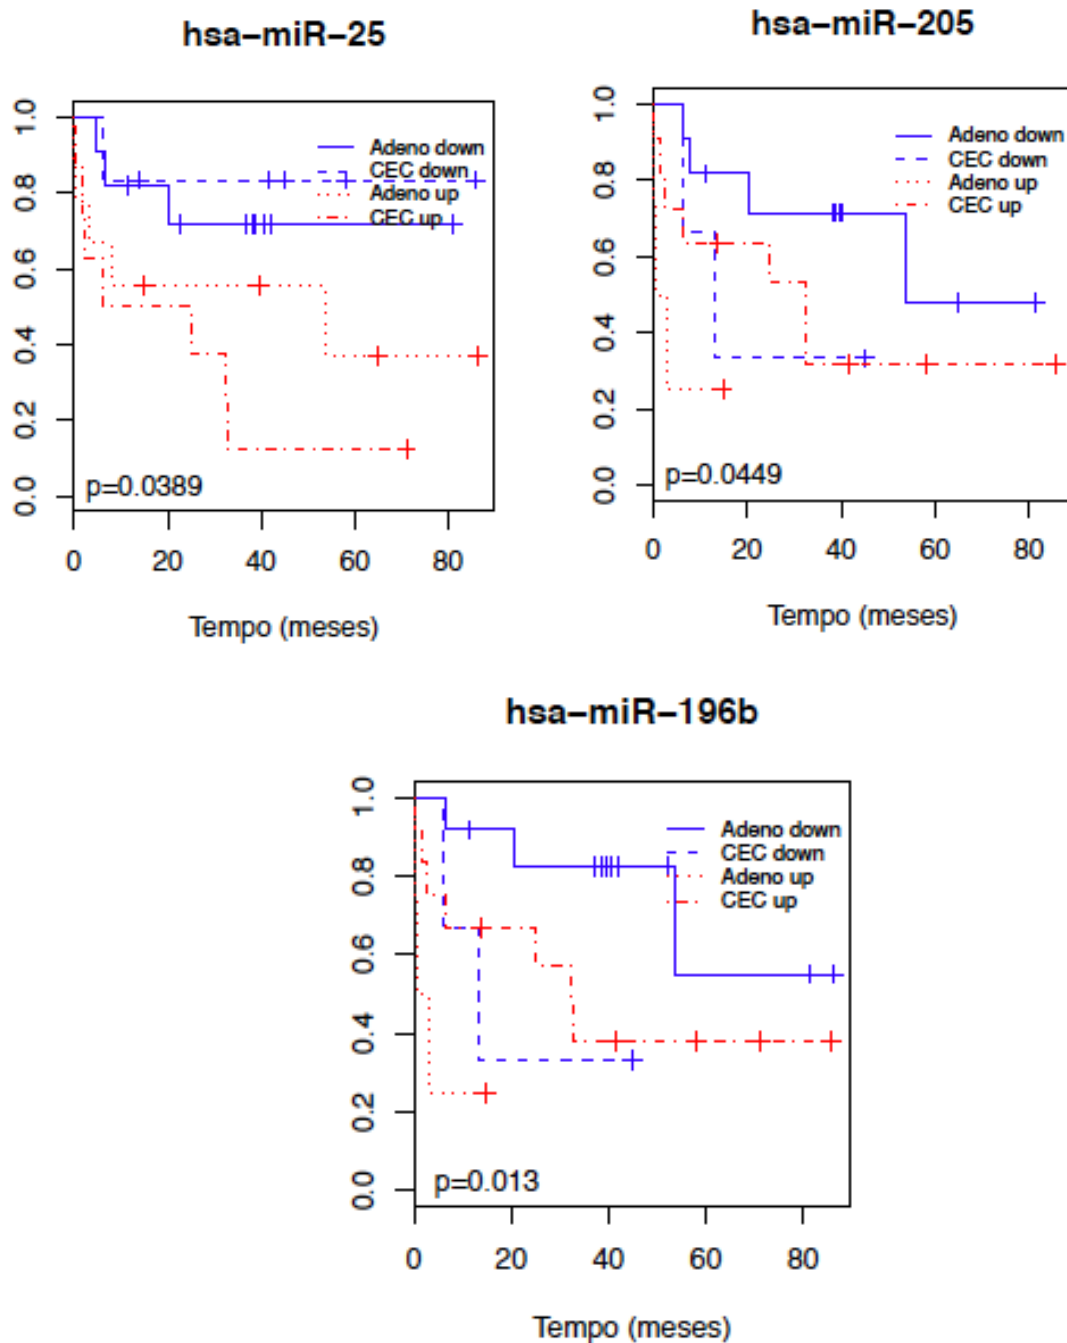 hsa-miR-25
1.0
0.8
0.6
0.4
0.2
0.0
Adeno down
CEC down
Adeno up
CEC up
p=0.0389
0 20 40 60 80
Tempo (meses)
hsa-miR-205
1.0
0.8
0.6
0.4
0.2
0.0
Adeno down
CEC down
Adeno up
CEC up
p=0.0449
0 20 40 60 80
Tempo (meses)
hsa-miR-196b
1.0
0.8
0.6
0.4
0.2
0.0
Adeno down
CEC down
Adeno up
CEC up
p=0.013
0 20 40 60 80
Tempo (meses)